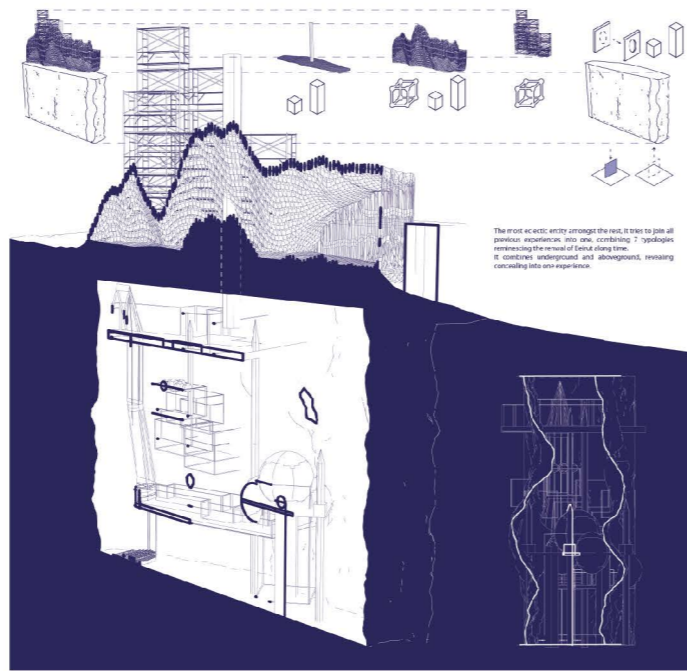 The most eclectic entity amongst the rest, it tries to join all
previous experiences into one, combining 7 typologies
reminescing the renewal of Beirut along time.
It combines underground and aboveground, revealing
concealing into one experience.